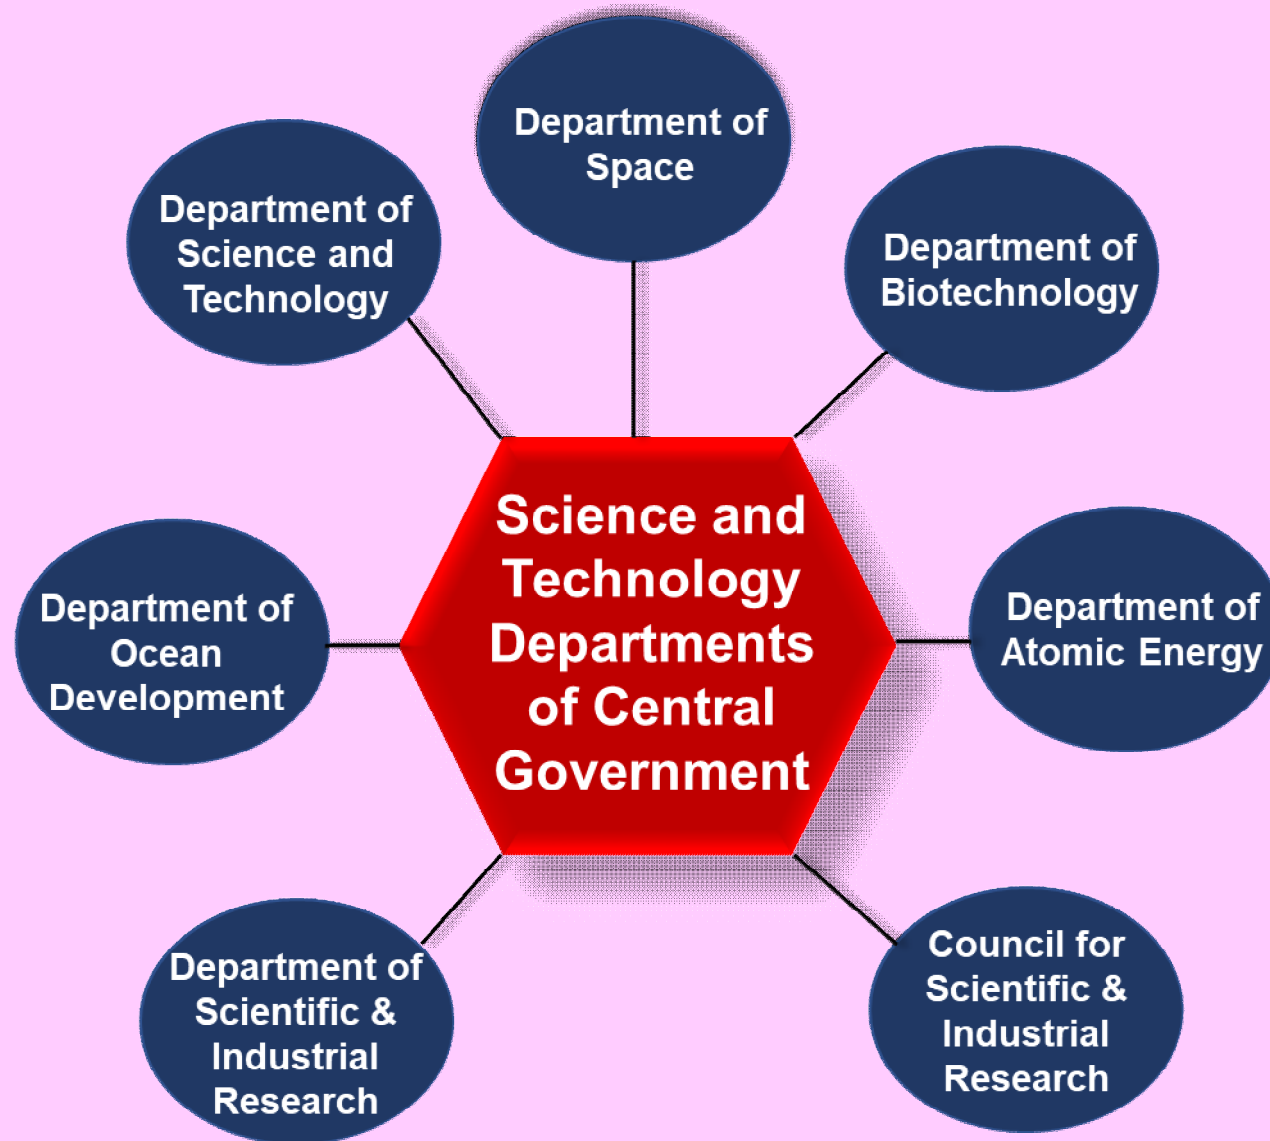 Department of
Space
Department of
Science and
Technology
Department of
Biotechnology
Science and
Technology
Departments
of Central
Government
Department of
Ocean
Development
Department of
Atomic Energy
Department of
Scientific &
Industrial
Research
Council for
Scientific &
Industrial
Research